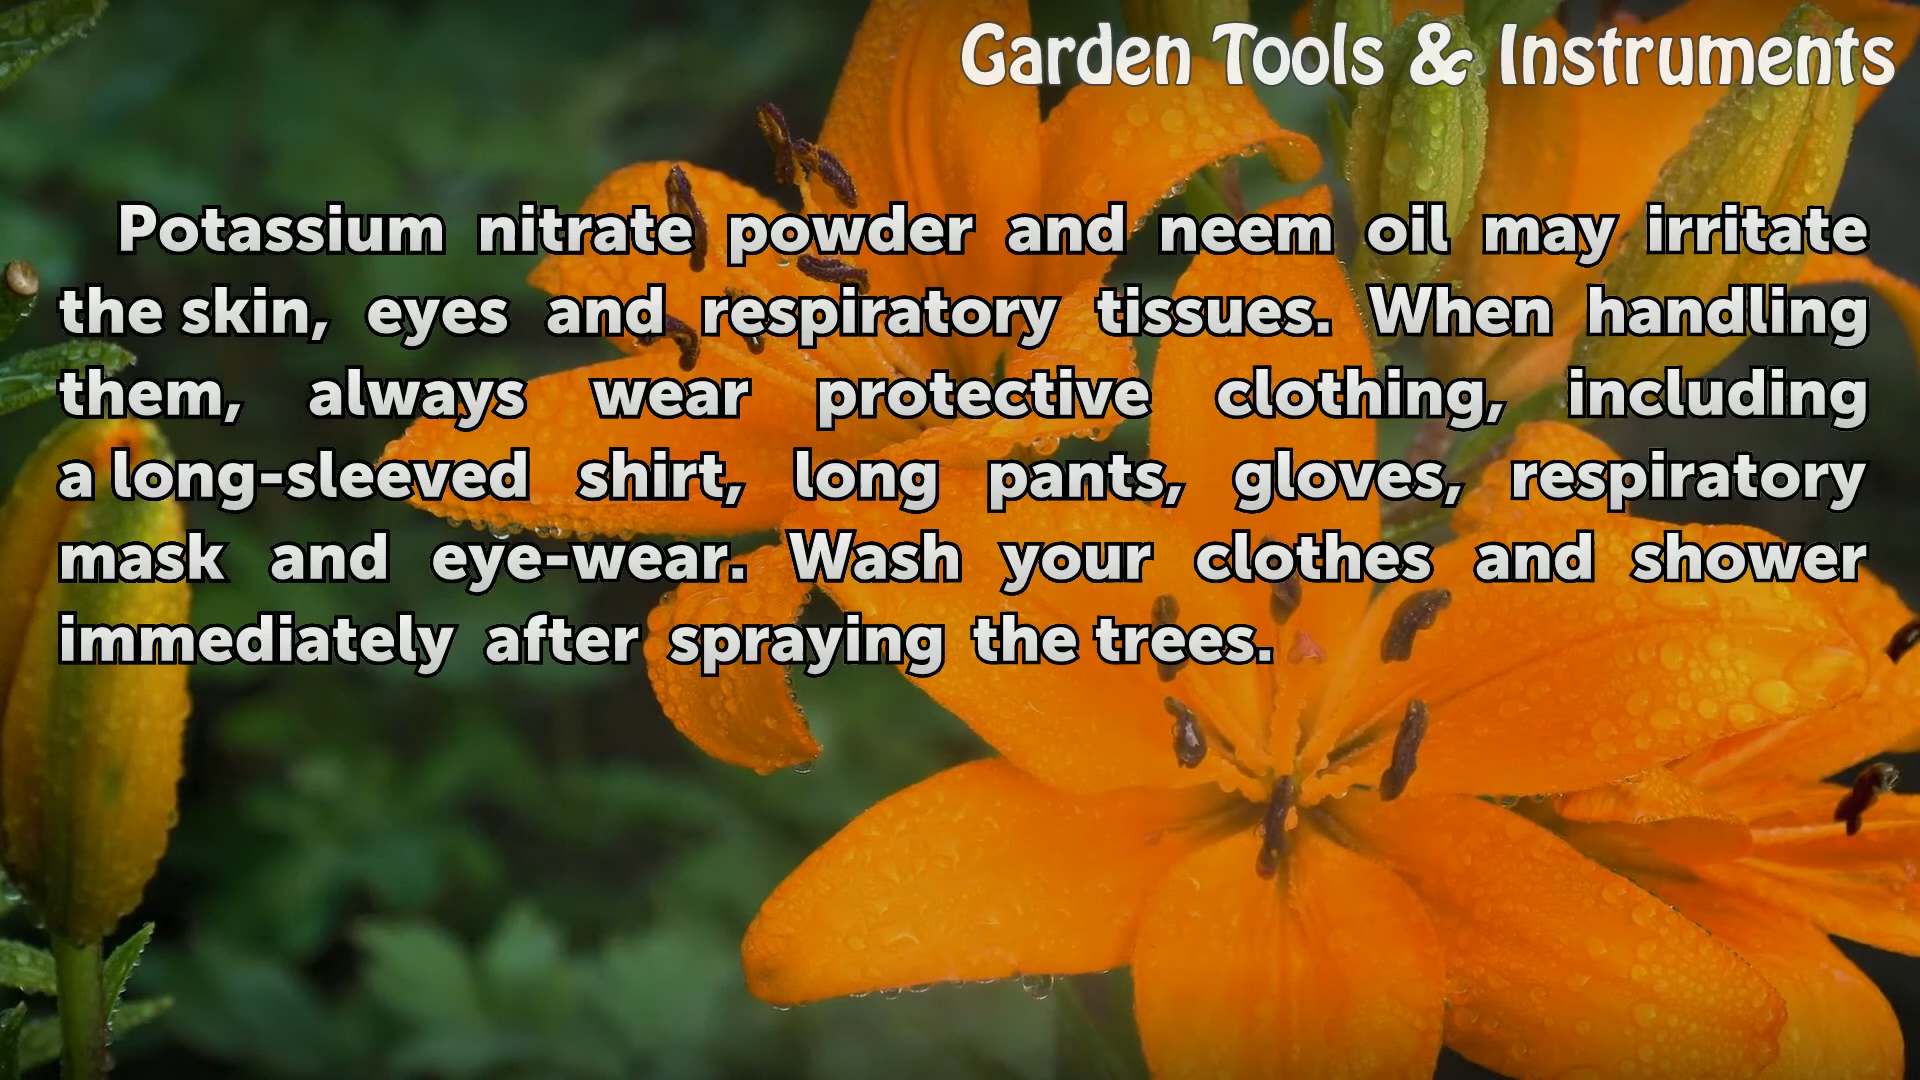 Garden Tools & Instruments
Potassium nitrate powder and neem oil may irritate
the skin, eyes and respiratory tissues. When handling
them, always wear protective clothing, including
a long-sleeved shirt, long pants, gloves, respiratory
mask and eye-wear. Wash your clothes and shower
immediately after spraying the trees.